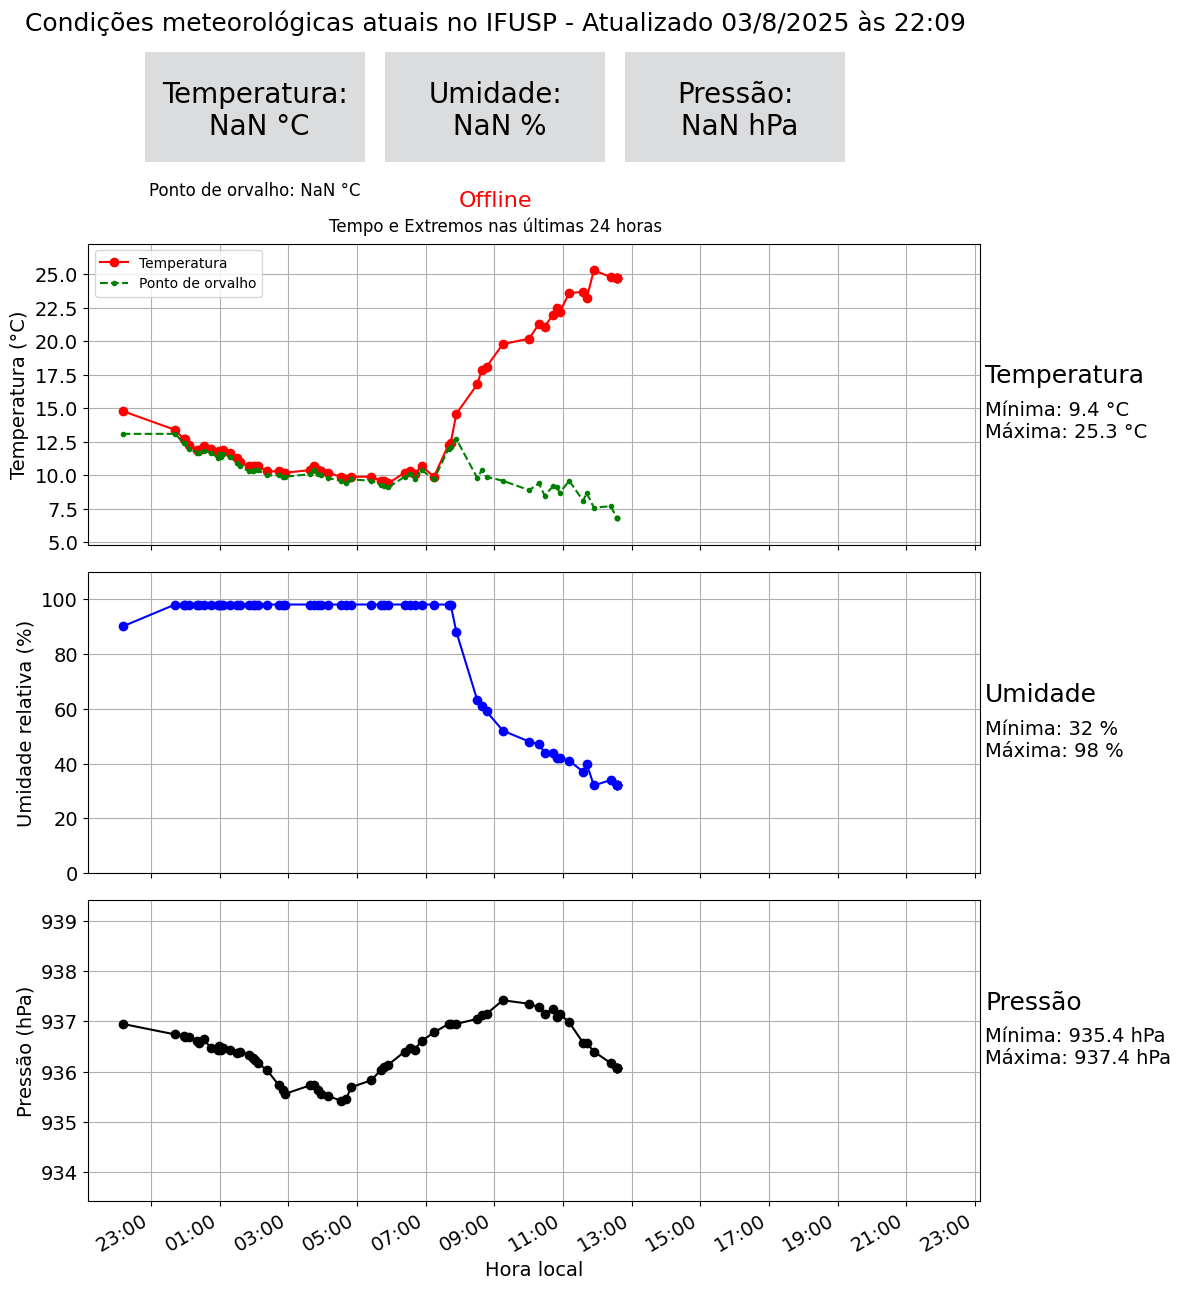 Condições meteorológicas atuais no IFUSP - Atualizado 03/8/2025 às 22:09
Temperatura:
NaN °C
Umidade:
NaN %
Pressão:
NaN hPa
Ponto de orvalho: NaN °C
Offline
Tempo e Extremos nas últimas 24 horas
Temperatura
Ponto de orvalho
Temperatura (°C)
25.0
22.5
20.0
17.5
15.0
12.5
10.0
7.5
5.0
Temperatura
Mínima: 9.4 °C
Máxima: 25.3 °C
Umidade relativa (%)
100
80
60
40
20
0
Umidade
Mínima: 32 %
Máxima: 98 %
Pressão (hPa)
939
938
937
936
935
934
Pressão
Mínima: 935.4 hPa
Máxima: 937.4 hPa
23:00 01:00 03:00 05:00 07:00 09:00 11:00 13:00 15:00 17:00 19:00 21:00 23:00
Hora local